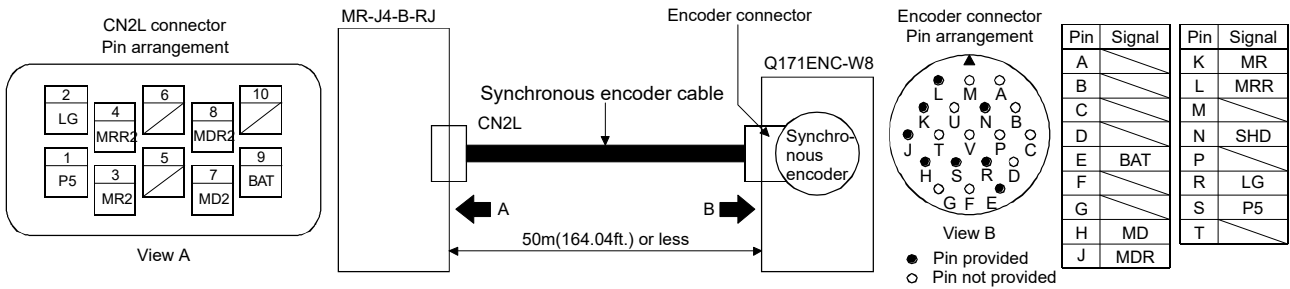 CN2L connector
Pin arrangement
2
LG
4
MRR2
6
8
MDR2
10
1
P5
3
MR2
5
7
MD2
9
BAT
View A
MR-J4-B-RJ
Encoder connector
Q171ENC-W8
Synchronous encoder cable
CN2L
Synchro-
nous
encoder
A
B
50m(164.04ft.) or less
Encoder connector
Pin arrangement
L M A
K U N B
J T V P C
H S R D
G F E
View B
Pin provided
Pin not provided
Pin Signal
A
B
C
D
E BAT
F
G
H MD
J MDR
Pin Signal
K MR
L MRR
M
N SHD
P
R LG
S P5
T